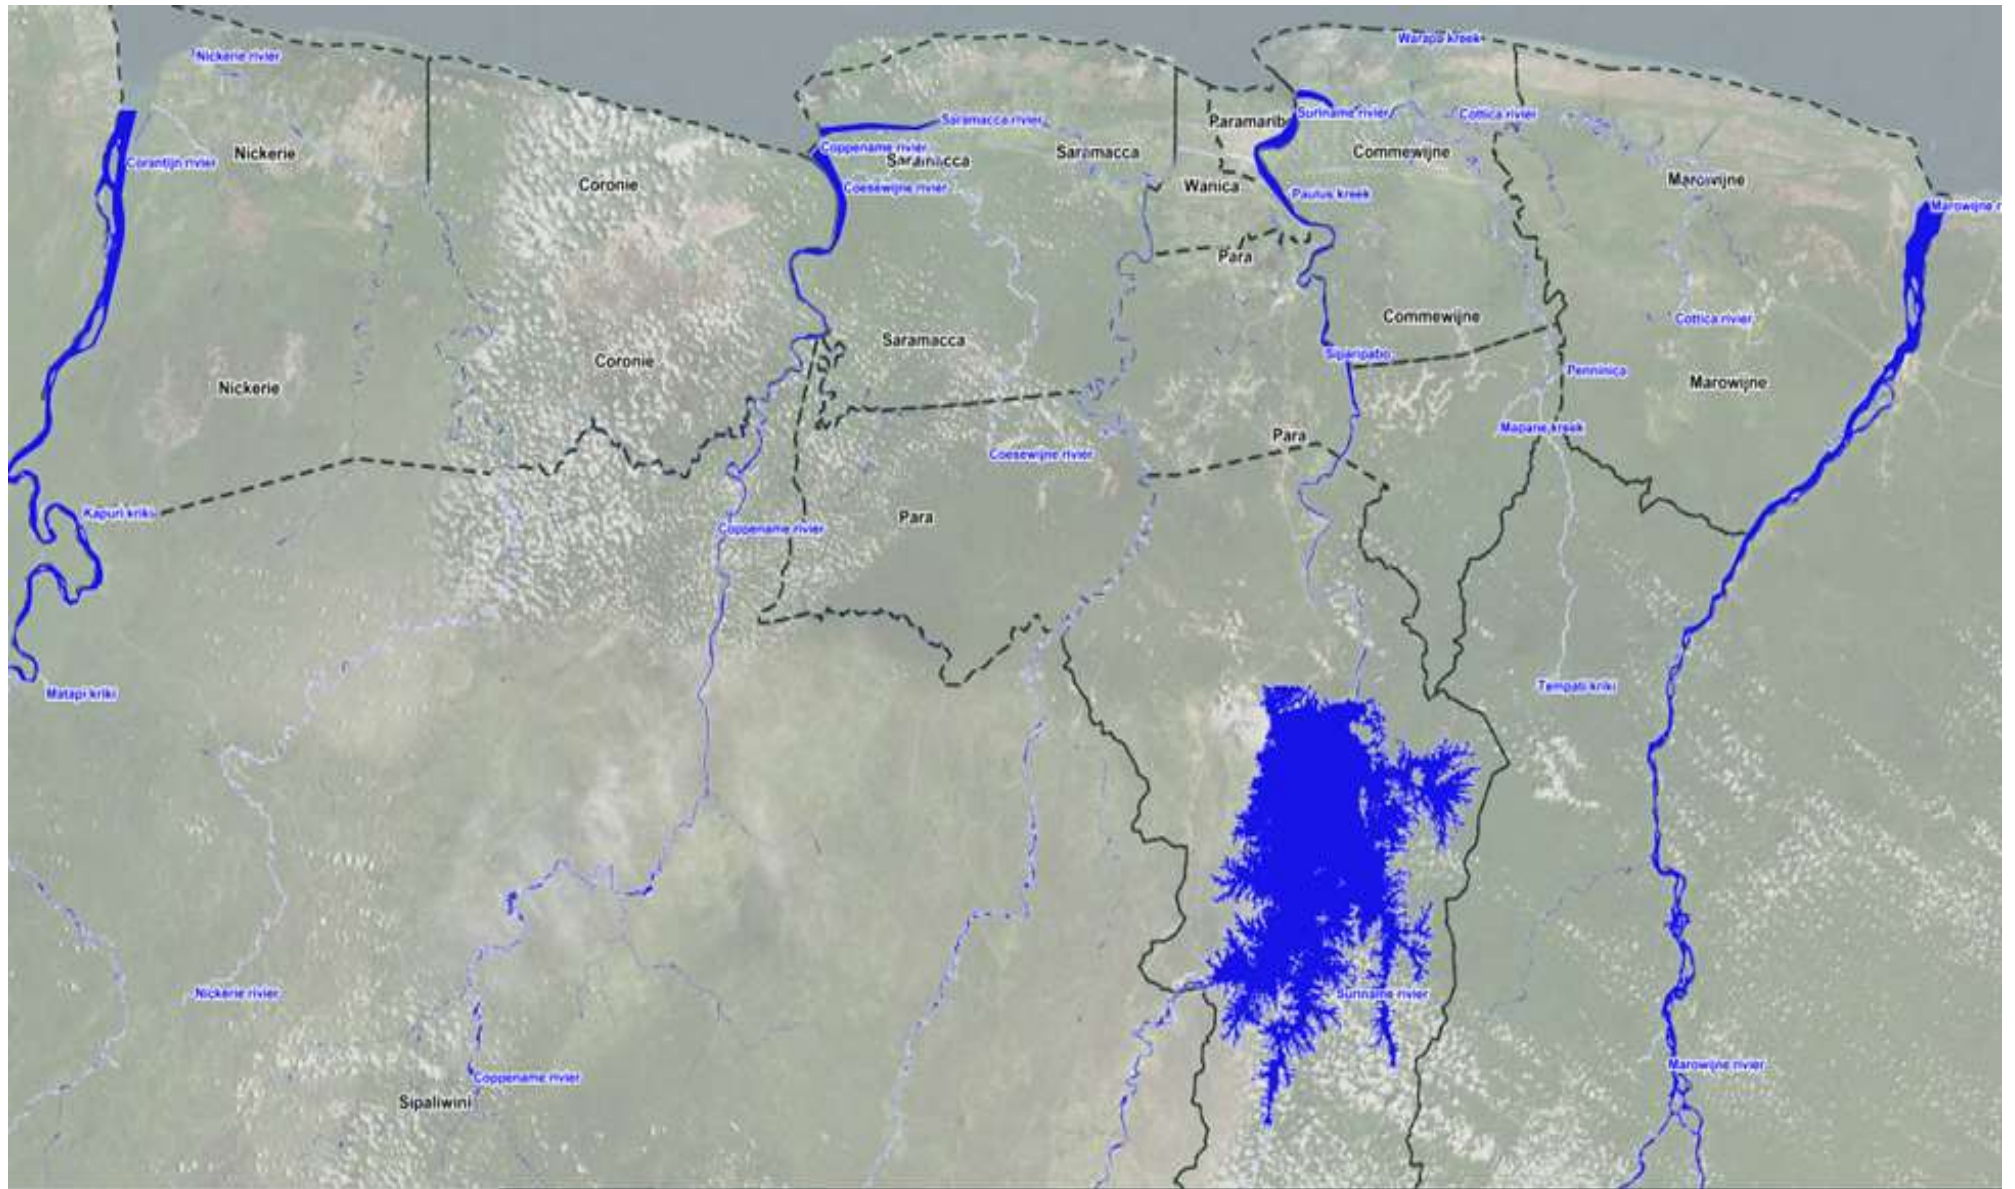 Warapa kreek
Nickerie rivier
Suriname rivier
Cottica rivier
Saramacca rivier
Paramarib
Coppename rivier
Nickerie
Saramacca
Commewijne
Corantijn rivier
Saramacca
Marowijne
Coronie
Coesewijne rivier
Wanica
Paulus kreek
Marowijne r
Para
Commewijne
Cottica rivier
Saramacca
Siparipabo
Coronie
Penninica
Nickerie
Marowijne
Mapane kreek
Para
Coesewijne rivier
Kapuri kriki
Para
Coppename rivier
Tempati kriki
Matapi kriki
Nickerie rivier
Suriname rivier
Marowijne rivier
Coppename rivier
Sipaliwini